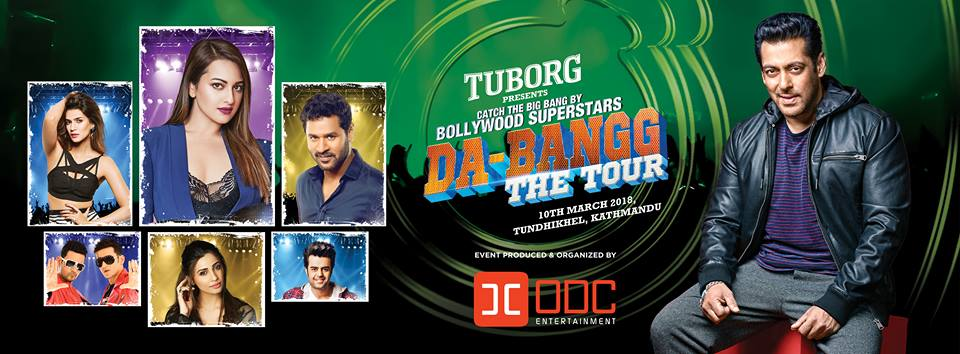 TUBORG
PRESENTS
CATCH THE BIG BANG BY
BOLLYWOOD SUPERSTARS
DA-BANGG
THE TOUR
10TH MARCH 2018,
TUNDHIKHEL, KATHMANDU
EVENT PRODUCED & ORGANIZED BY
ODC
ENTERTAINMENT